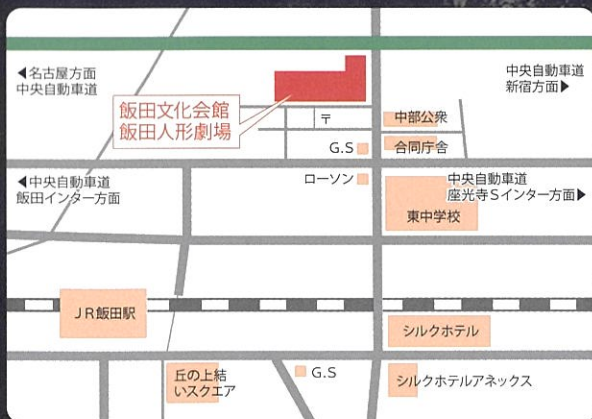 ◀名古屋方面
中央自動車道
中央自動車道
新宿方面▶
飯田文化会館
飯田人形劇場
〒
中部公衆
G.S
合同庁舎
◀中央自動車道
飯田インター方面
ローソン
中央自動車道
座光寺Sインター方面▶
東中学校
JR飯田駅
シルクホテル
丘の上結
いスクエア
G.S
シルクホテルアネックス